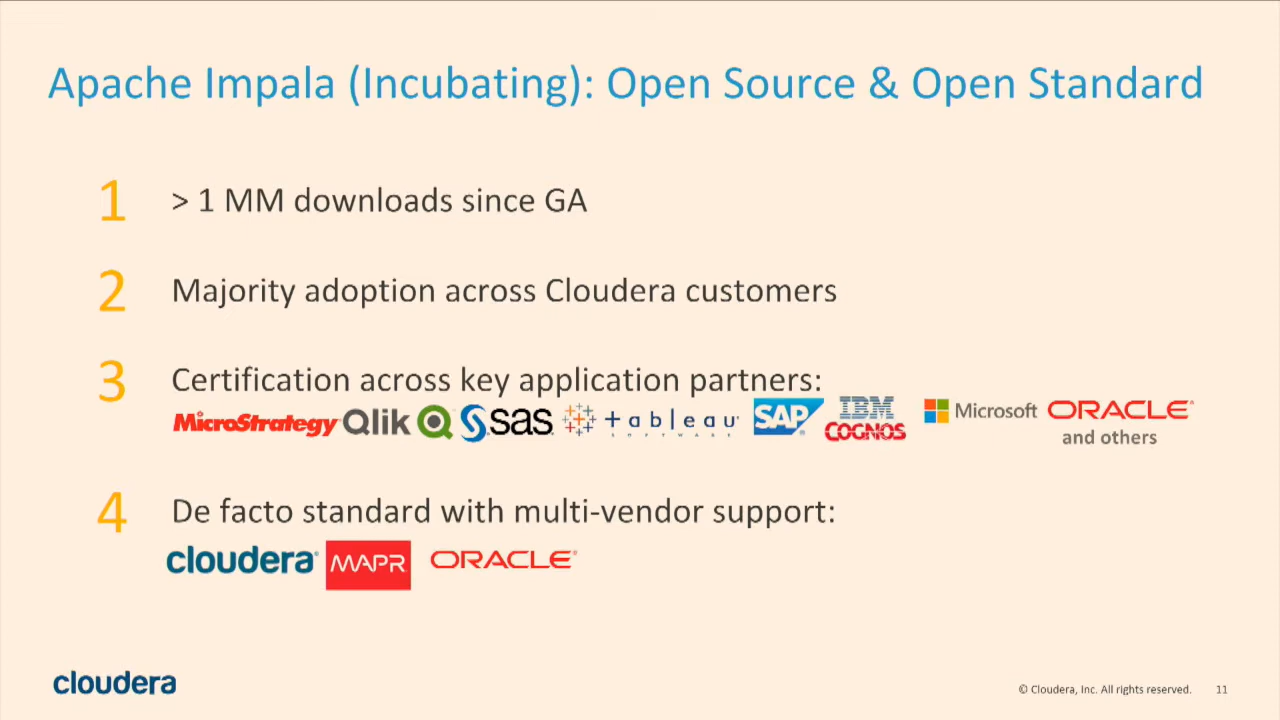 Apache Impala (Incubating): Open Source & Open Standard
1 > 1 MM downloads since GA
2 Majority adoption across Cloudera customers
3 Certification across key application partners:
MicroStrategy Qlik sas +ableau SAP IBM COGNOS Microsoft ORACLE
SOFTWARE
and others
4 De facto standard with multi-vendor support:
cloudera MAPR ORACLE
cloudera © Cloudera, Inc. All rights reserved. 11